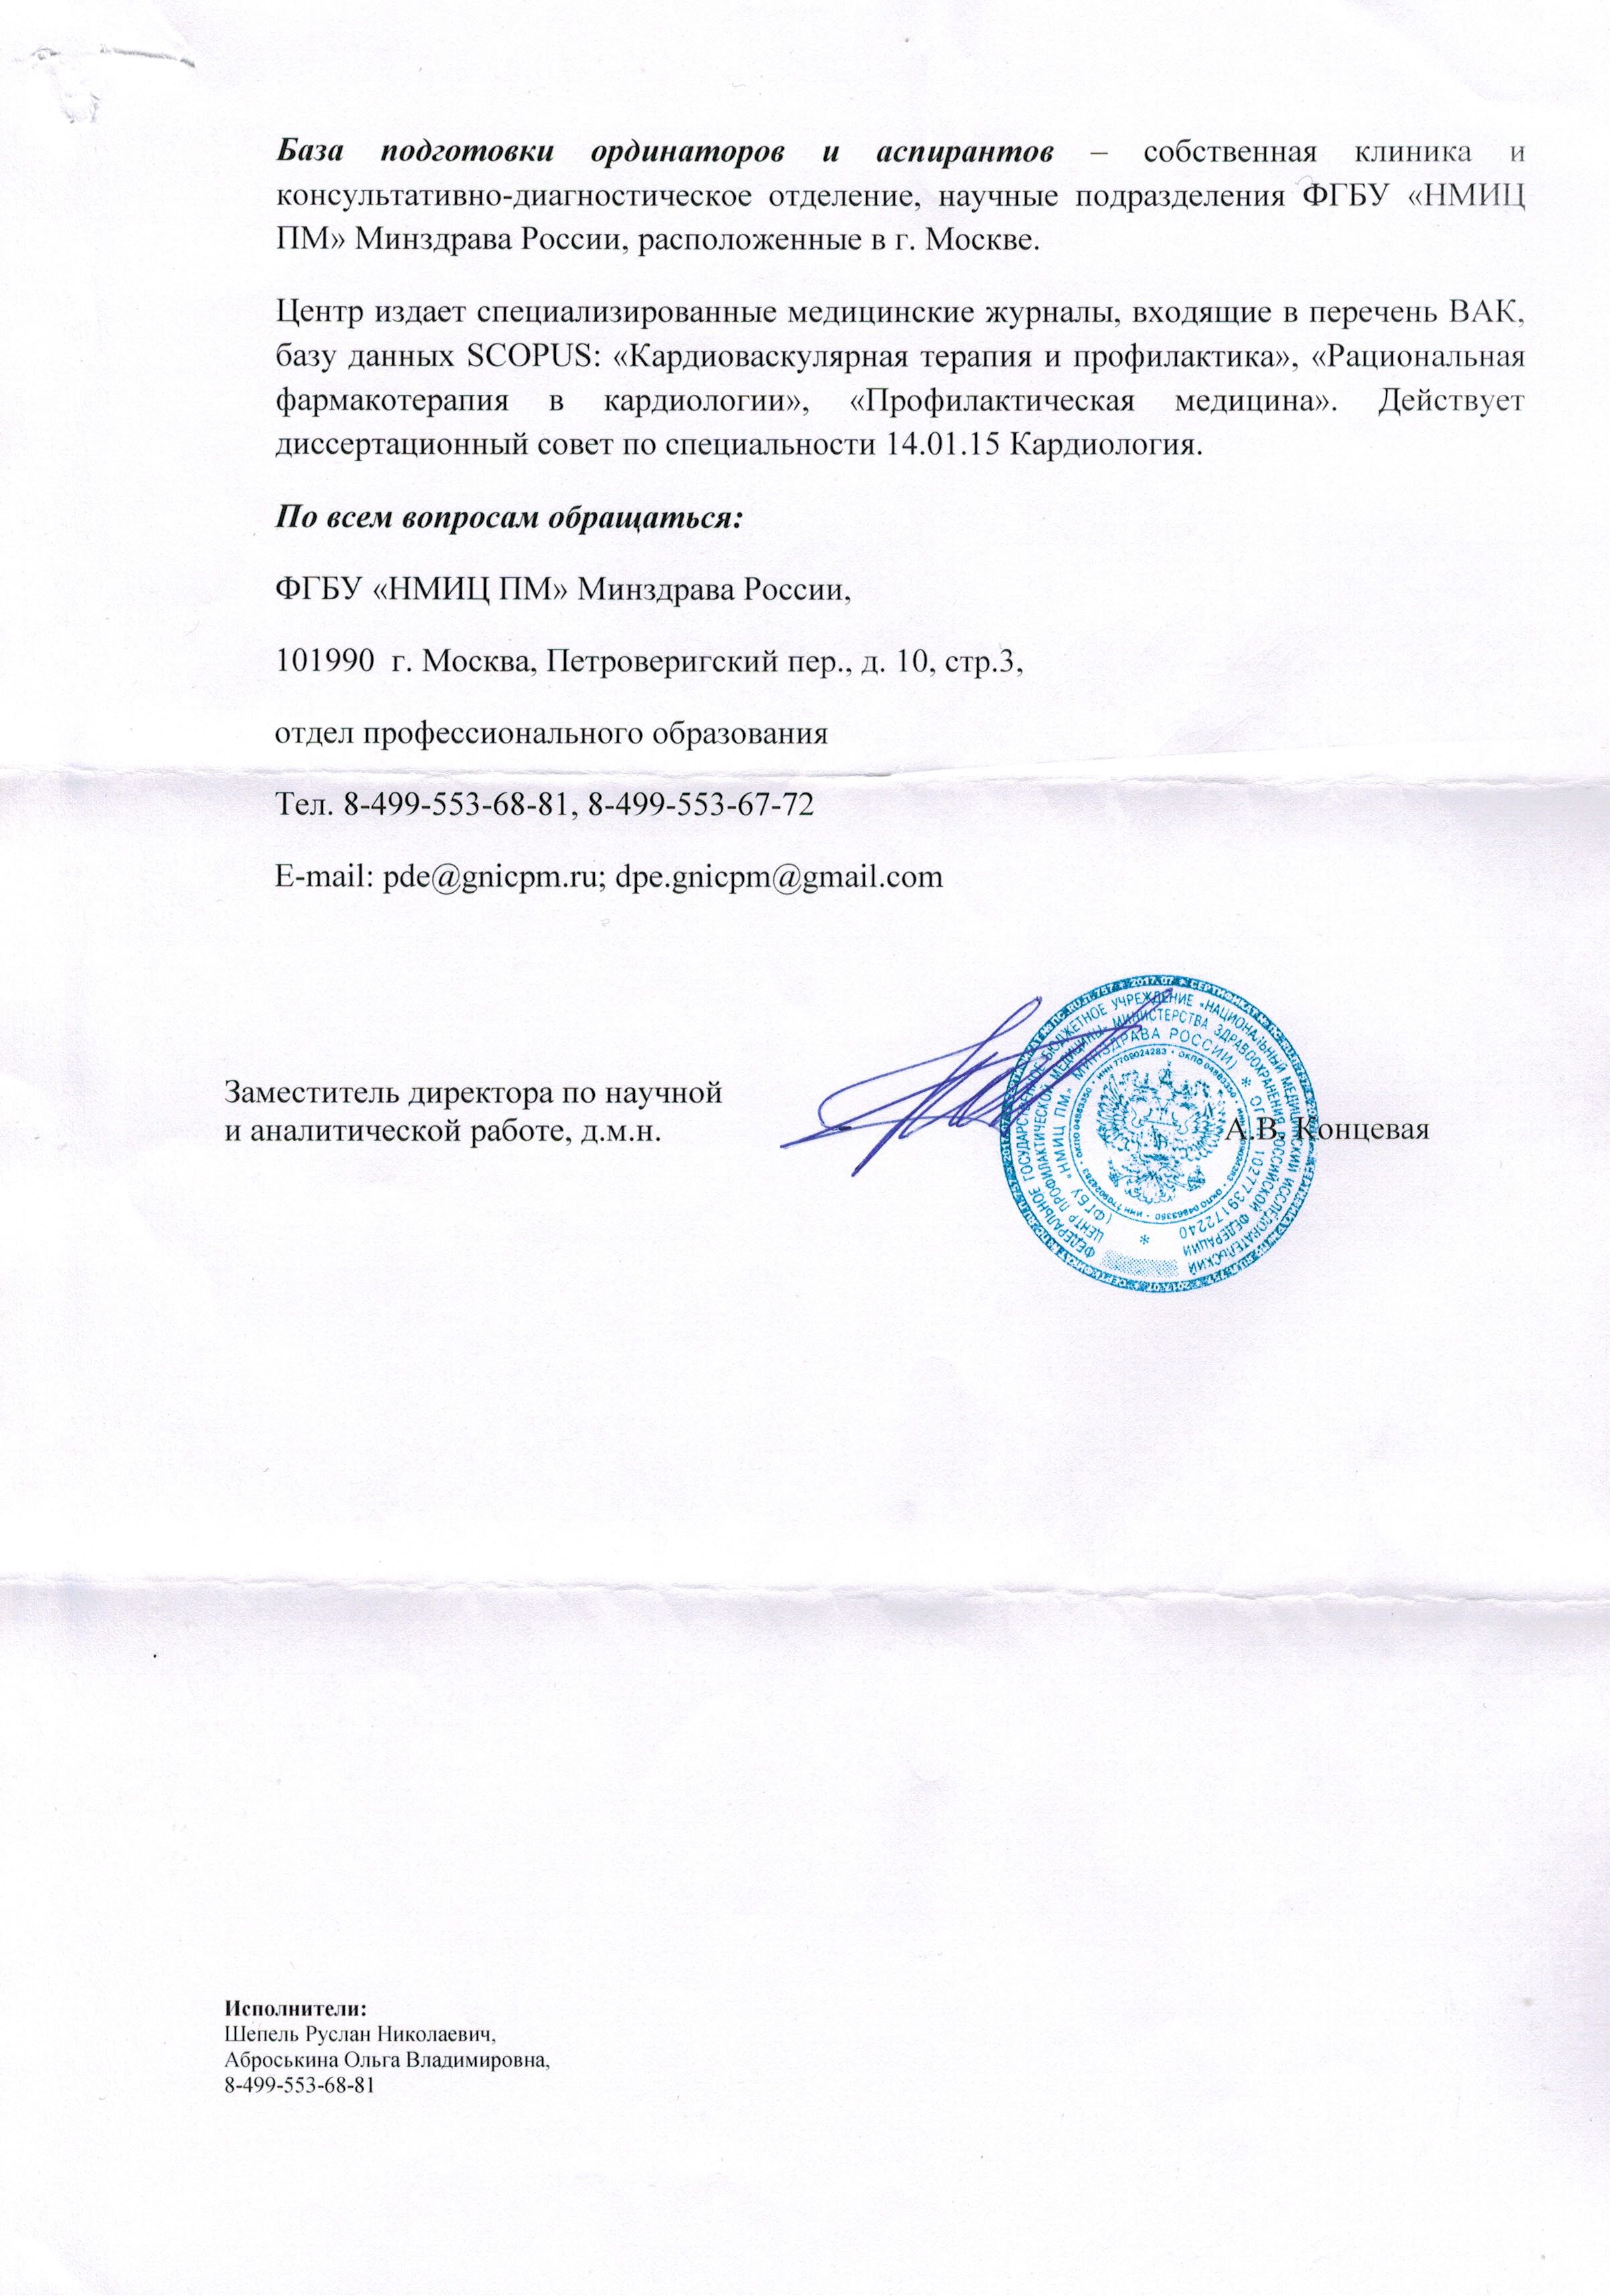 База подготовки ординаторов и аспирантов – собственная клиника и
консультативно-диагностическое отделение, научные подразделения ФГБУ «НМИЦ
ПМ» Минздрава России, расположенные в г. Москве.
Центр издает специализированные медицинские журналы, входящие в перечень ВАК,
базу данных SCOPUS: «Кардиоваскулярная терапия и профилактика», «Рациональная
фармакотерапия в кардиологии», «Профилактическая медицина». Действует
диссертационный совет по специальности 14.01.15 Кардиология.
По всем вопросам обращаться:
ФГБУ «НМИЦ ПМ» Минздрава России,
101990 г. Москва, Петроверигский пер., д. 10, стр.3,
отдел профессионального образования
Тел. 8-499-553-68-81, 8-499-553-67-72
E-mail: pde@gnicpm.ru; dpe.gnicpm@gmail.com
Заместитель директора по научной
и аналитической работе, д.м.н.
А.В. Концевая
ФЕДЕРАЛЬНОЕ ГОСУДАРСТВЕННОЕ БЮДЖЕТНОЕ УЧРЕЖДЕНИЕ «НАЦИОНАЛЬНЫЙ МЕДИЦИНСКИЙ ИССЛЕДОВАТЕЛЬСКИЙ
ЦЕНТР ПРОФИЛАКТИЧЕСКОЙ МЕДИЦИНЫ» МИНИСТЕРСТВА ЗДРАВООХРАНЕНИЯ РОССИЙСКОЙ ФЕДЕРАЦИИ
(ФГБУ «НМИЦ ПМ» МИНЗДРАВА РОССИИ) * ОГРН 1027739172240 *
ИНН 7709024283 • ОКПО 04863350
Исполнители:
Шепель Руслан Николаевич,
Аброськина Ольга Владимировна,
8-499-553-68-81